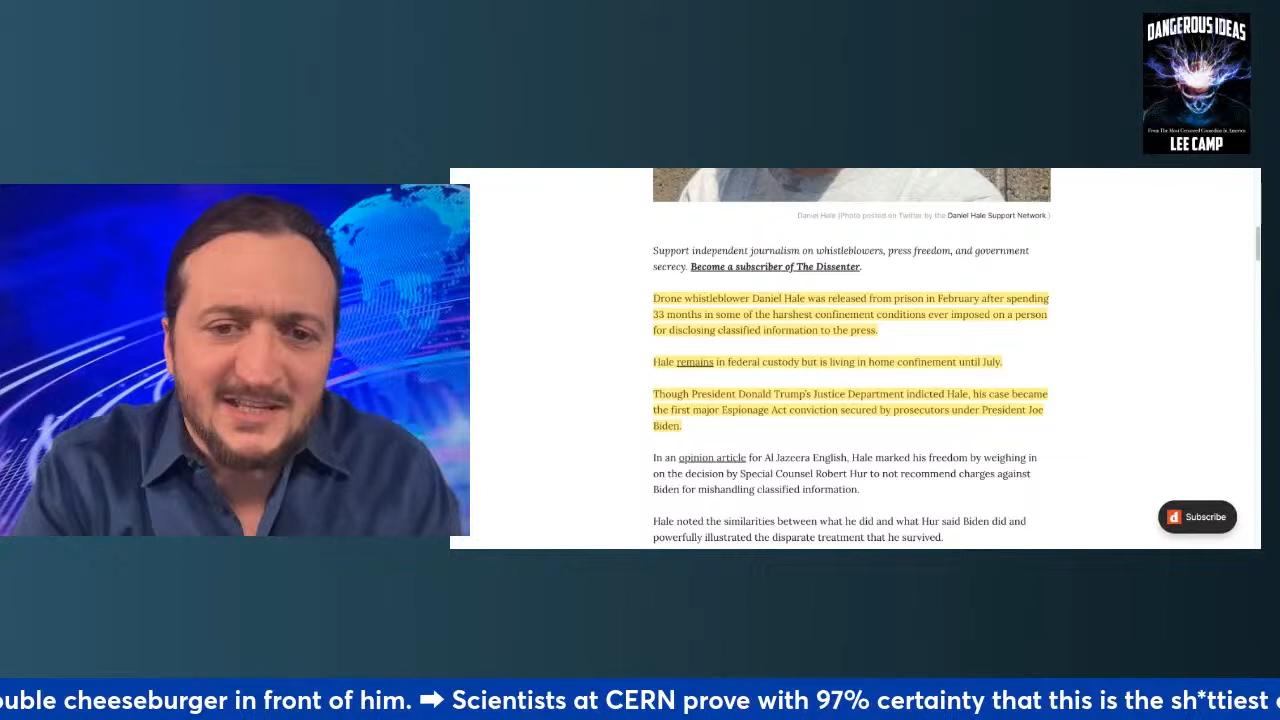 DANGEROUS IDEAS
From The Most Censored Comedian In America
LEE CAMP
Daniel Hale (Photo posted on Twitter by the Daniel Hale Support Network.)
Support independent journalism on whistleblowers, press freedom, and government
secrecy. Become a subscriber of The Dissenter.
Drone whistleblower Daniel Hale was released from prison in February after spending
33 months in some of the harshest confinement conditions ever imposed on a person
for disclosing classified information to the press.
Hale remains in federal custody but is living in home confinement until July.
Though President Donald Trump's Justice Department indicted Hale, his case became
the first major Espionage Act conviction secured by prosecutors under President Joe
Biden.
In an opinion article for Al Jazeera English, Hale marked his freedom by weighing in
on the decision by Special Counsel Robert Hur to not recommend charges against
Biden for mishandling classified information.
Hale noted the similarities between what he did and what Hur said Biden did and
powerfully illustrated the disparate treatment that he survived.
d Subscribe
ouble cheeseburger in front of him. ➡ Scientists at CERN prove with 97% certainty that this is the sh*ttiest